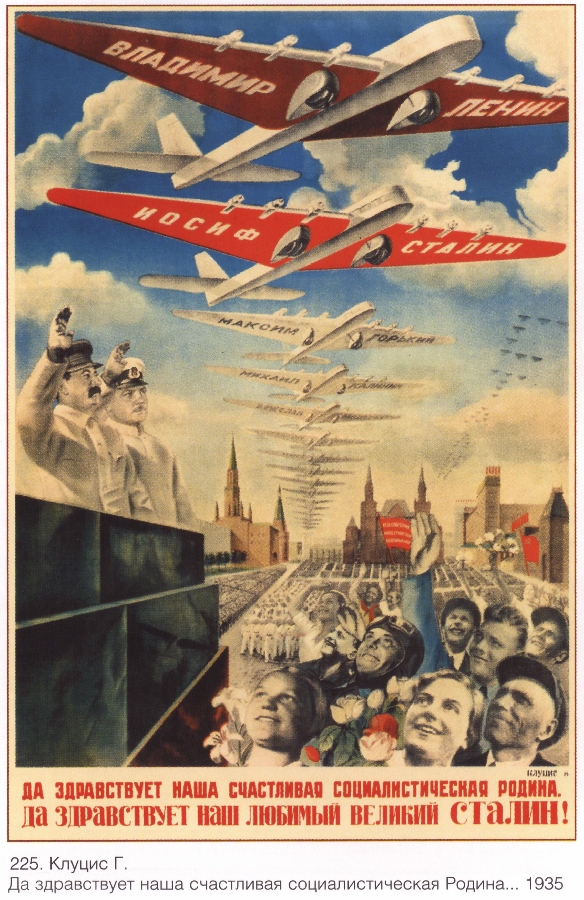 ВЛАДИМИР ЛЕНИН
ИОСИФ СТАЛИН
МАКСИМ ГОРЬКИЙ
МИХАИЛ КАЛИНИН
КЛУЦИС
ДА ЗДРАВСТВУЕТ НАША СЧАСТЛИВАЯ СОЦИАЛИСТИЧЕСКАЯ РОДИНА.
ДА ЗДРАВСТВУЕТ НАШ ЛЮБИМЫЙ ВЕЛИКИЙ СТАЛИН!
225. Клуцис Г.
Да здравствует наша счастливая социалистическая Родина... 1935